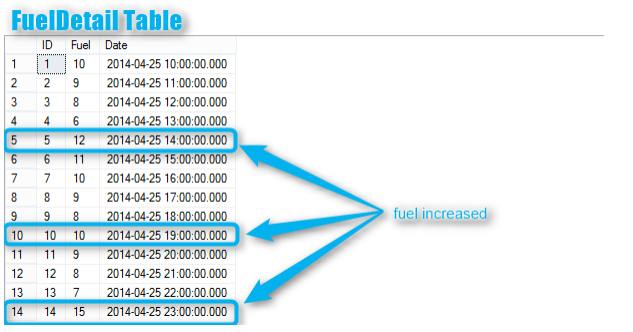 FuelDetail Table
ID Fuel Date
1 1 10 2014-04-25 10:00:00.000
2 2 9 2014-04-25 11:00:00.000
3 3 8 2014-04-25 12:00:00.000
4 4 6 2014-04-25 13:00:00.000
5 5 12 2014-04-25 14:00:00.000
6 6 11 2014-04-25 15:00:00.000
7 7 10 2014-04-25 16:00:00.000
8 8 9 2014-04-25 17:00:00.000
9 9 8 2014-04-25 18:00:00.000
10 10 10 2014-04-25 19:00:00.000
11 11 9 2014-04-25 20:00:00.000
12 12 8 2014-04-25 21:00:00.000
13 13 7 2014-04-25 22:00:00.000
14 14 15 2014-04-25 23:00:00.000
fuel increased